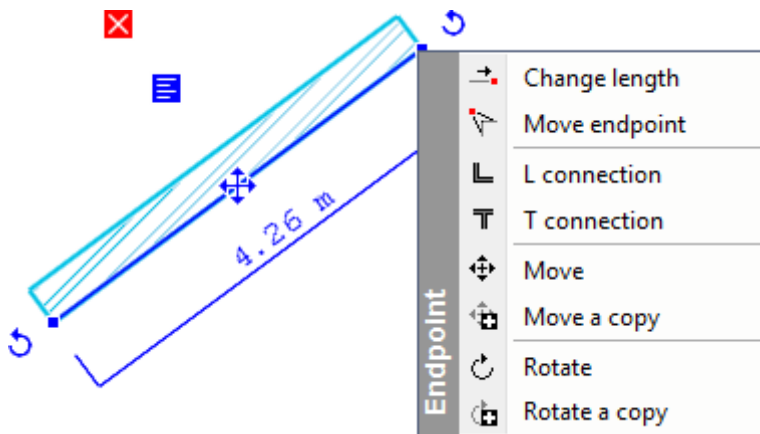 Change length
Move endpoint
L connection
T connection
Move
Move a copy
Rotate
Rotate a copy
Endpoint
4.26 m